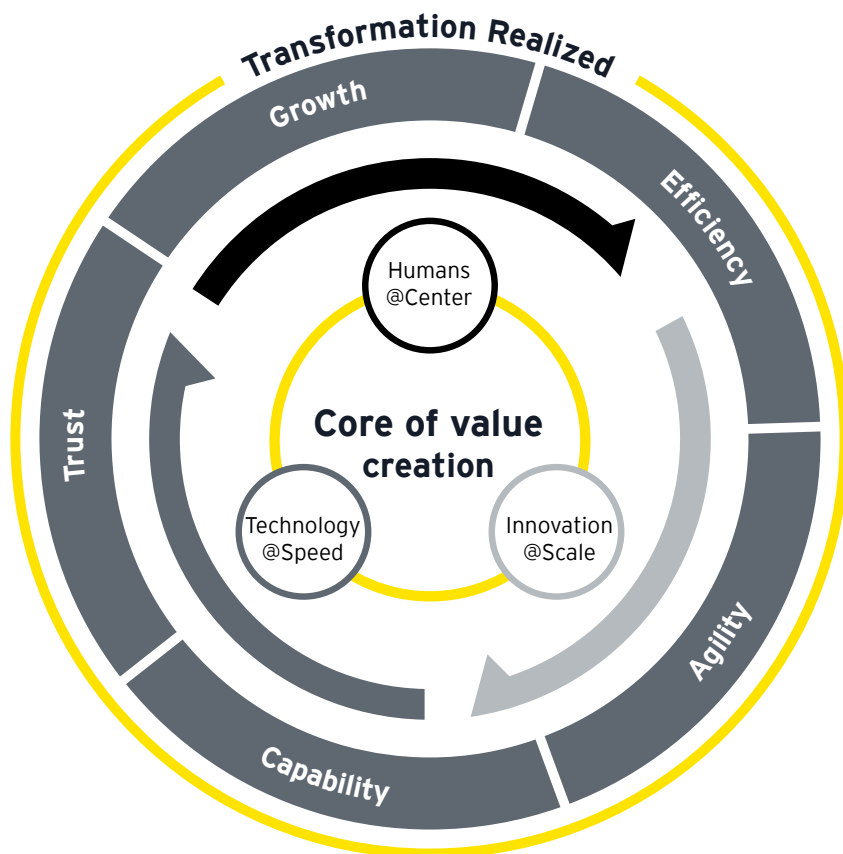 Transformation Realized
Growth
Efficiency
Humans
@Center
Core of value
creation
Trust
Technology
@Speed
Innovation
@Scale
Agility
Capability